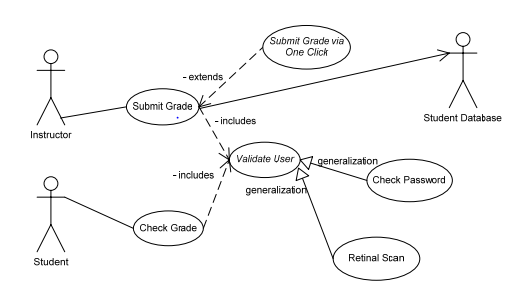 Submit Grade via
One Click
- extends
Submit Grade
Instructor
Student Database
- includes
Validate User
generalization
- includes
generalization
Check Password
Check Grade
Student
Retinal Scan